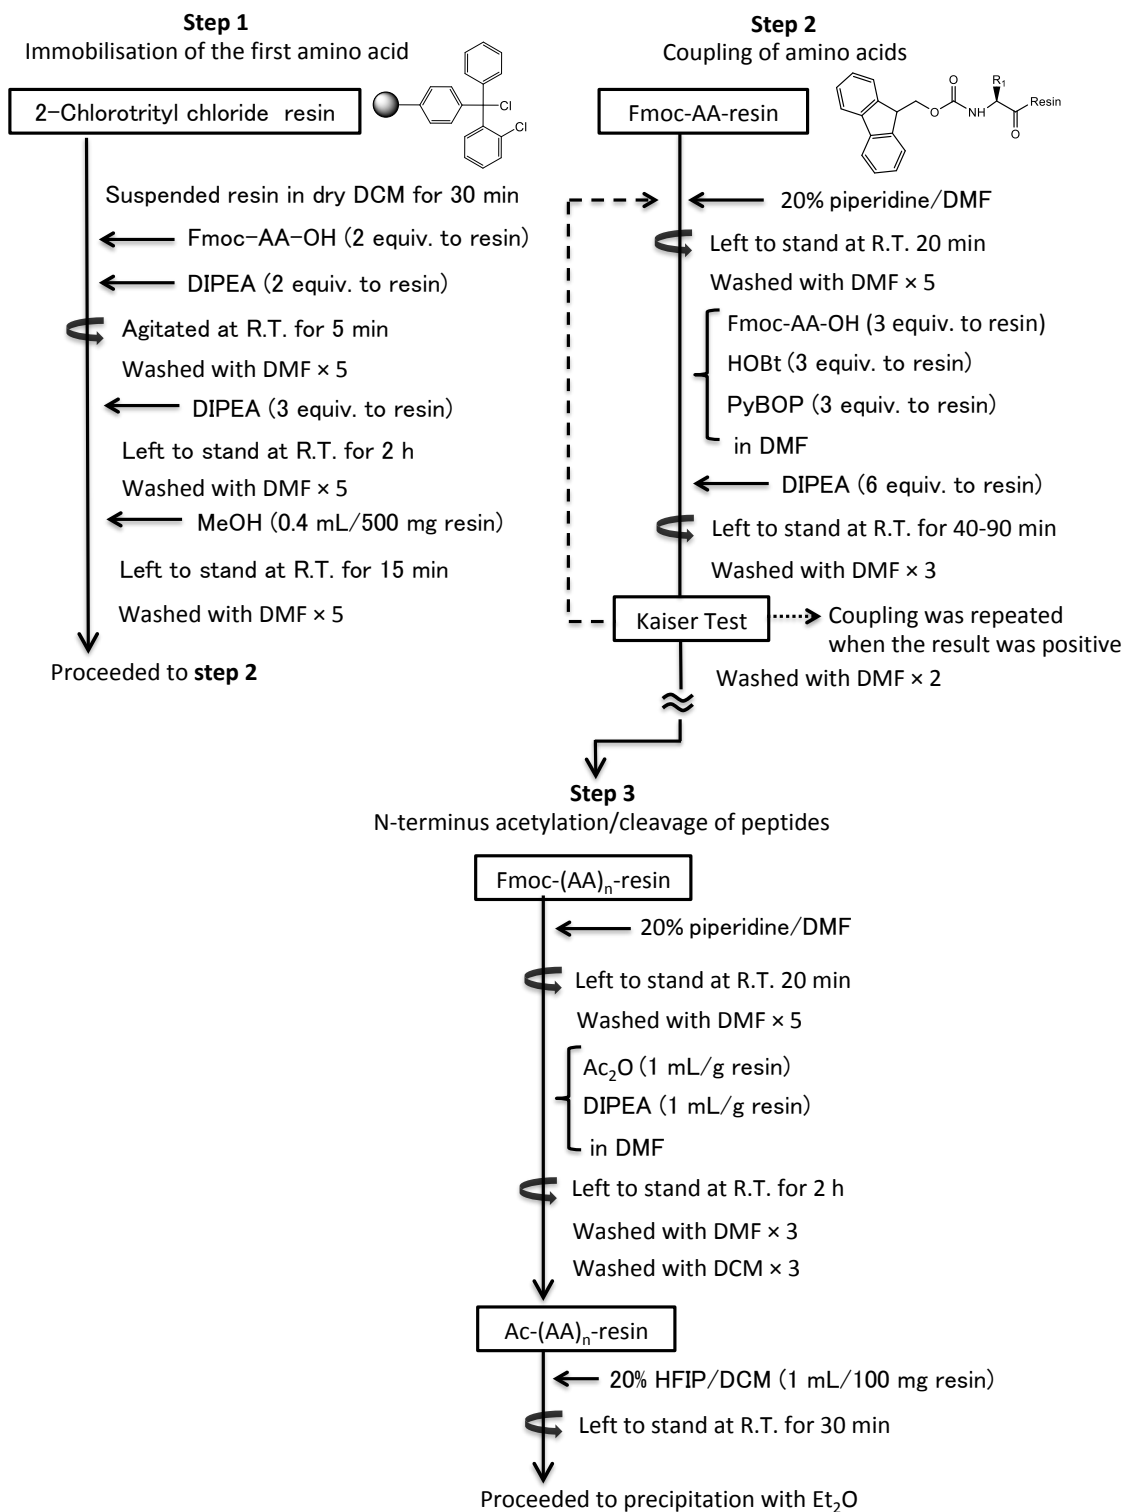 Step 1
Immobilisation of the first amino acid
2-Chlorotrityl chloride resin
Cl
Cl
Suspended resin in dry DCM for 30 min
Fmoc-AA-OH (2 equiv. to resin)
DIPEA (2 equiv. to resin)
Agitated at R.T. for 5 min
Washed with DMF × 5
DIPEA (3 equiv. to resin)
Left to stand at R.T. for 2 h
Washed with DMF × 5
MeOH (0.4 mL/500 mg resin)
Left to stand at R.T. for 15 min
Washed with DMF × 5
Proceeded to step 2
Step 2
Coupling of amino acids
Fmoc-AA-resin
O
O
NH
R1
O
Resin
20% piperidine/DMF
Left to stand at R.T. 20 min
Washed with DMF × 5
Fmoc-AA-OH (3 equiv. to resin)
HOBt (3 equiv. to resin)
PyBOP (3 equiv. to resin)
in DMF
DIPEA (6 equiv. to resin)
Left to stand at R.T. for 40-90 min
Washed with DMF × 3
Kaiser Test
Coupling was repeated
when the result was positive
Washed with DMF × 2
Step 3
N-terminus acetylation/cleavage of peptides
Fmoc-(AA)n-resin
20% piperidine/DMF
Left to stand at R.T. 20 min
Washed with DMF × 5
Ac2O (1 mL/g resin)
DIPEA (1 mL/g resin)
in DMF
Left to stand at R.T. for 2 h
Washed with DMF × 3
Washed with DCM × 3
Ac-(AA)n-resin
20% HFIP/DCM (1 mL/100 mg resin)
Left to stand at R.T. for 30 min
Proceeded to precipitation with Et2O